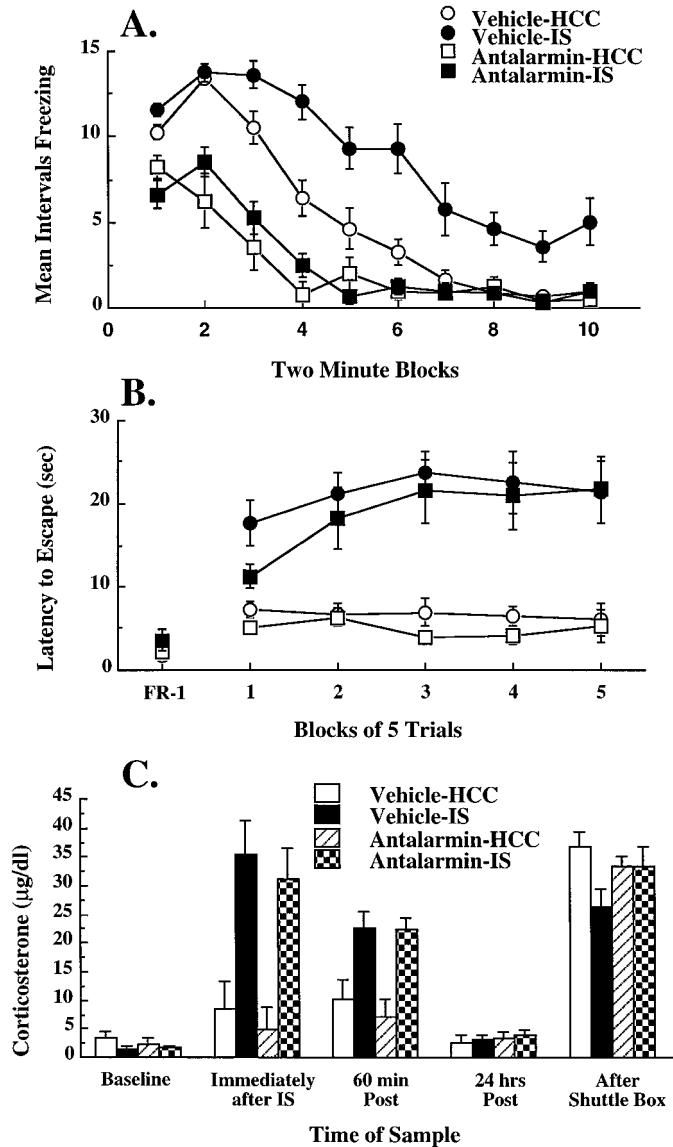 A.
Vehicle-HCC
Vehicle-IS
Antalarmin-HCC
Antalarmin-IS
Mean Intervals Freezing
15
10
5
0
0 2 4 6 8 10
Two Minute Blocks
B.
Latency to Escape (sec)
30
20
10
0
FR-1 1 2 3 4 5
Blocks of 5 Trials
C.
Vehicle-HCC
Vehicle-IS
Antalarmin-HCC
Antalarmin-IS
Corticosterone (µg/dl)
45
35
30
25
10
5
0
Baseline Immediately after IS 60 min Post 24 hrs Post After Shuttle Box
Time of Sample